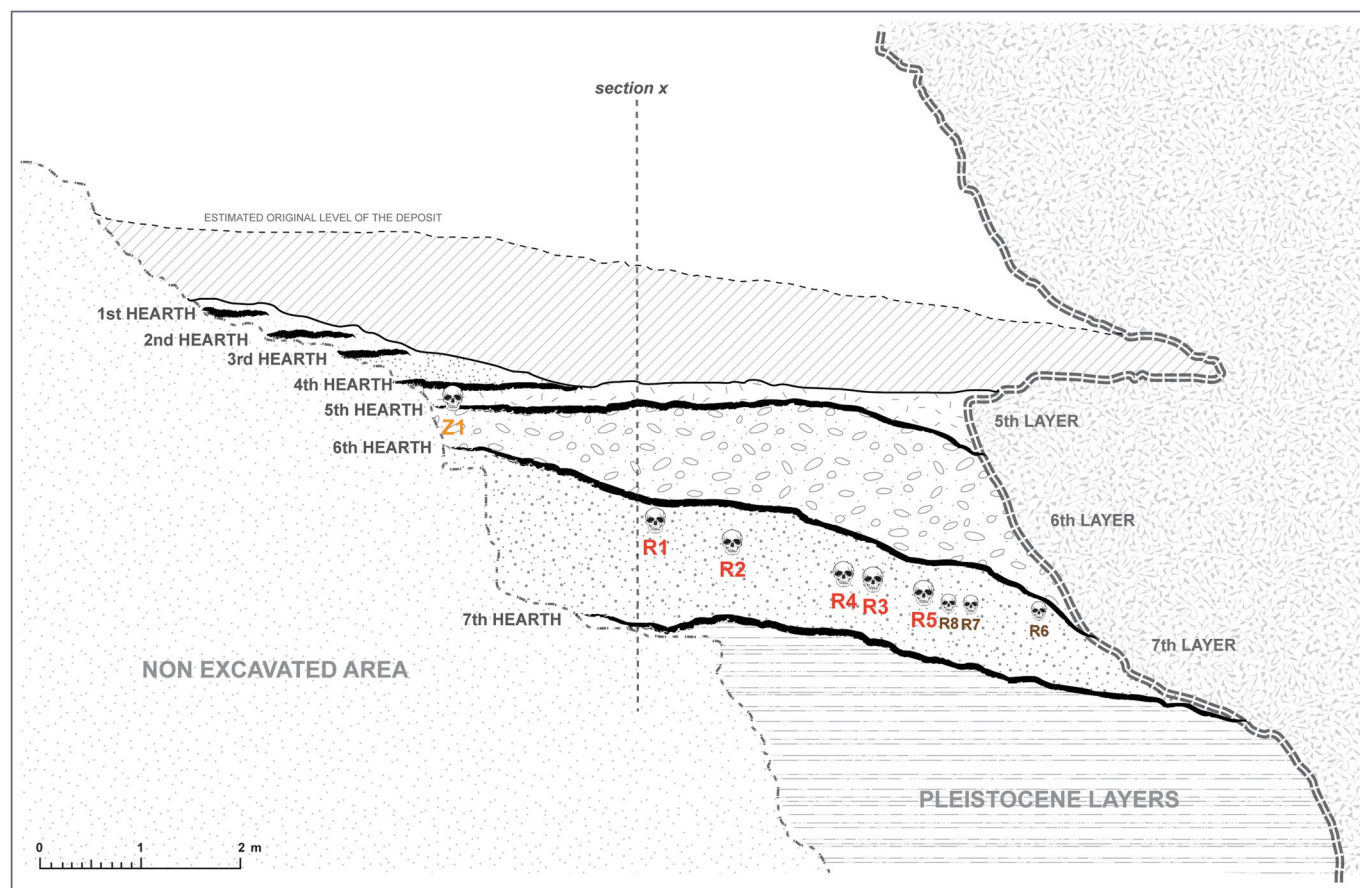 section x
ESTIMATED ORIGINAL LEVEL OF THE DEPOSIT
1st HEARTH
2nd HEARTH
3rd HEARTH
4th HEARTH
5th HEARTH
Z1
6th HEARTH
5th LAYER
6th LAYER
R1
R2
R4
R3
R5
R8
R7
R6
7th HEARTH
7th LAYER
NON EXCAVATED AREA
PLEISTOCENE LAYERS
0 1 2 m